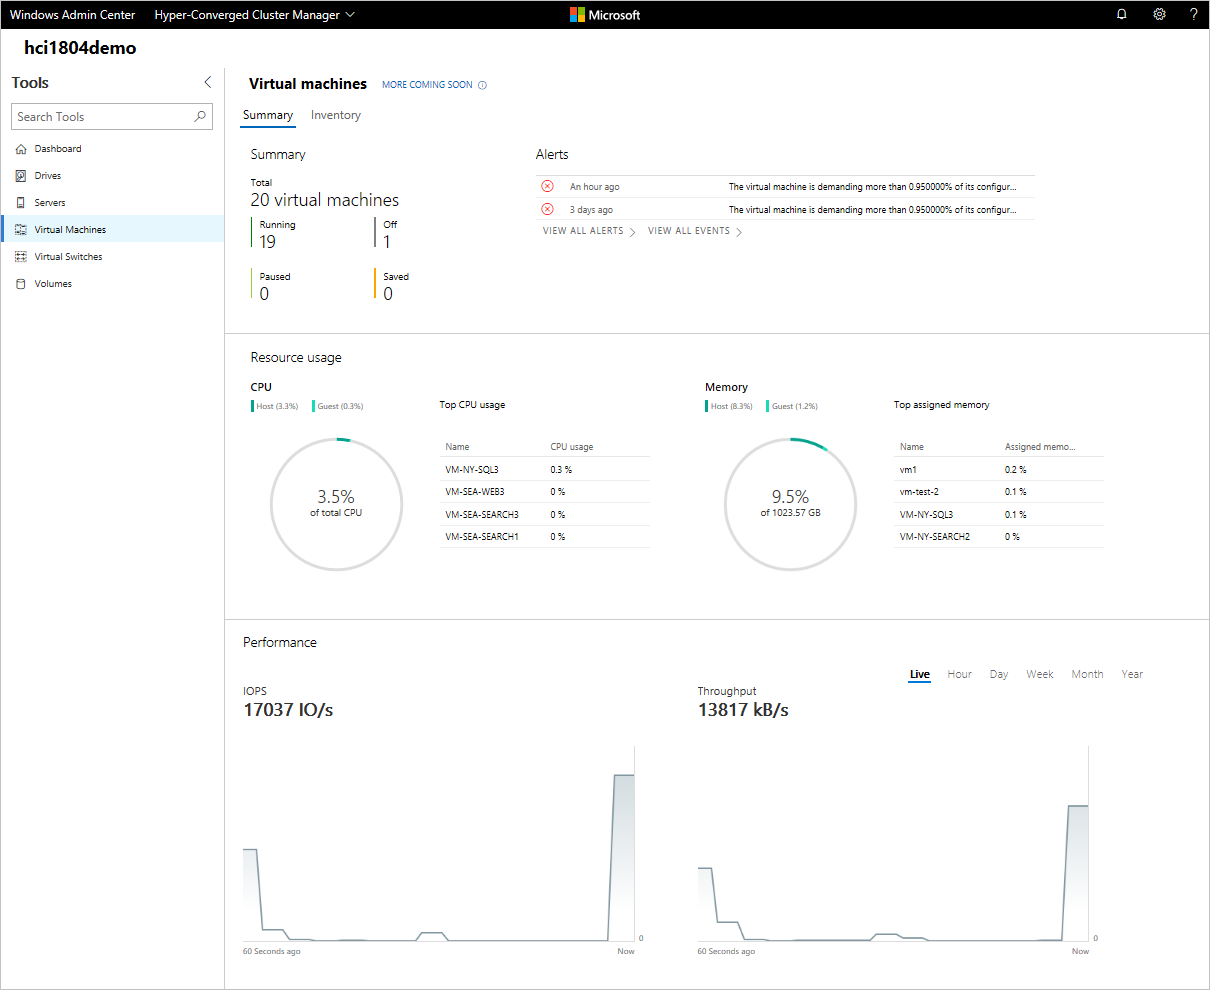 Windows Admin Center Hyper-Converged Cluster Manager Microsoft ?
hci1804demo
Tools
Search Tools
Dashboard
Drives
Servers
Virtual Machines
Virtual Switches
Volumes
Virtual machines MORE COMING SOON
Summary Inventory
Summary
Total
20 virtual machines
Running Off
19 1
Paused Saved
0 0
Alerts
An hour ago The virtual machine is demanding more than 0.950000% of its configur...
3 days ago The virtual machine is demanding more than 0.950000% of its configur...
VIEW ALL ALERTS VIEW ALL EVENTS
Resource usage
CPU
Host (3.3%) Guest (0.3%)
3.5%
of total CPU
Top CPU usage
Name CPU usage
VM-NY-SQL3 0.3 %
VM-SEA-WEB3 0 %
VM-SEA-SEARCH3 0 %
VM-SEA-SEARCH1 0 %
Memory
Host (8.3%) Guest (1.2%)
9.5%
of 1023.57 GB
Top assigned memory
Name Assigned memo...
vm1 0.2 %
vm-test-2 0.1 %
VM-NY-SQL3 0.1 %
VM-NY-SEARCH2 0 %
Performance
Live Hour Day Week Month Year
IOPS
17037 IO/s
0
60 Seconds ago Now
Throughput
13817 kB/s
0
60 Seconds ago Now